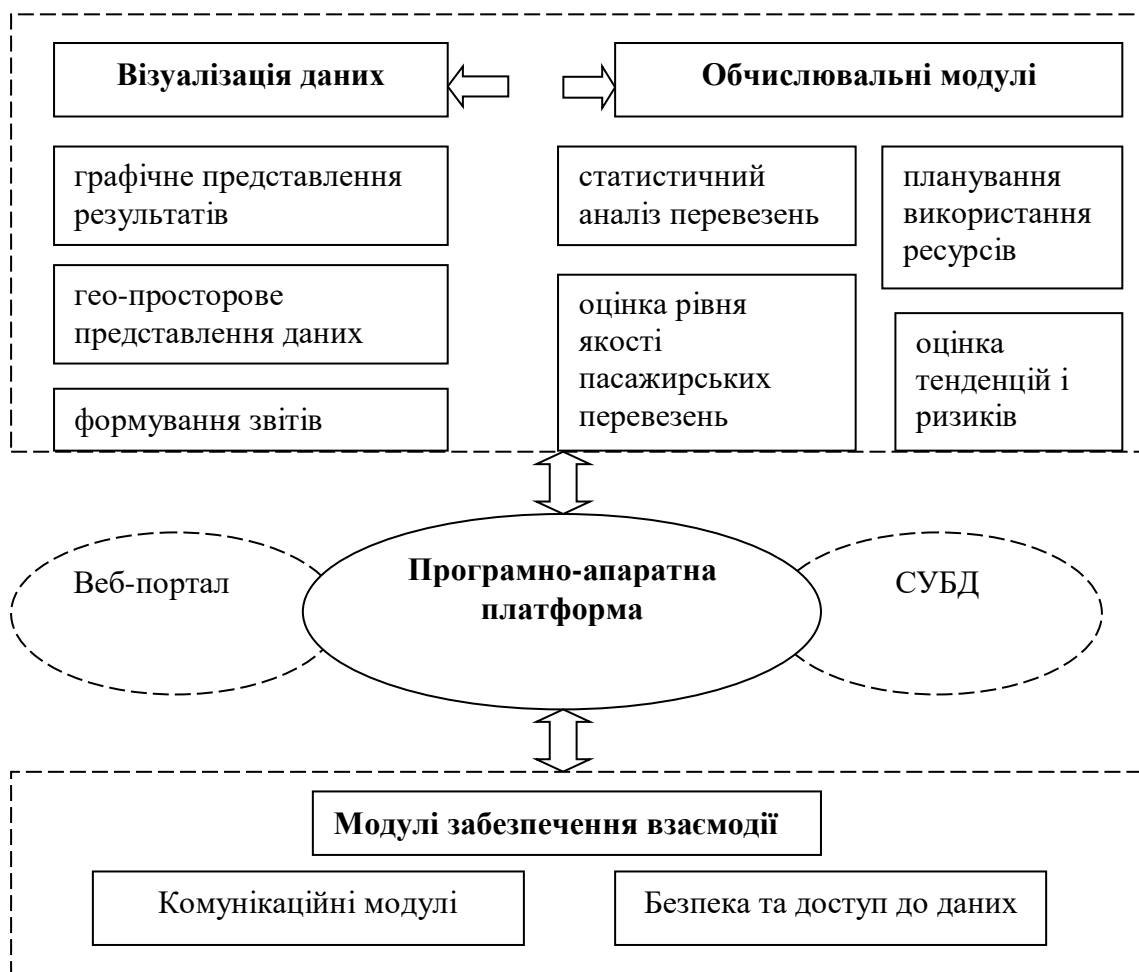 Візуалізація даних
Обчислювальні модулі
графічне представлення
результатів
гео-просторове
представлення даних
формування звітів
статистичний
аналіз перевезень
оцінка рівня
якості
пасажирських
перевезень
планування
використання
ресурсів
оцінка
тенденцій і
ризиків
Веб-портал
Програмно-апаратна
платформа
СУБД
Модулі забезпечення взаємодії
Комунікаційні модулі
Безпека та доступ до даних